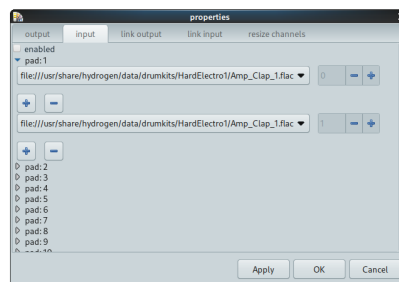 properties
output input link output link input resize channels
enabled
pad: 1
file:///usr/share/hydrogen/data/drumkits/HardElectro1/Amp_Clap_1.flac 0
file:///usr/share/hydrogen/data/drumkits/HardElectro1/Amp_Clap_1.flac 1
pad: 2
pad: 3
pad: 4
pad: 5
pad: 6
pad: 7
pad: 8
pad: 9
pad: 10
Apply OK Cancel